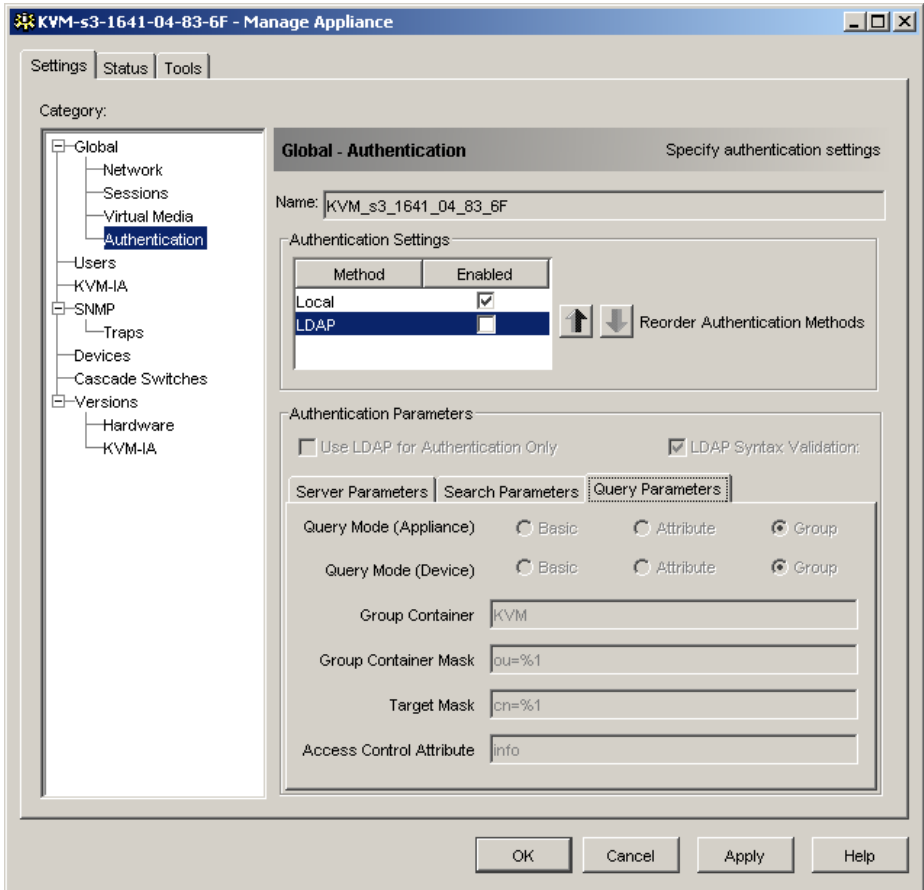 KVM-s3-1641-04-83-6F - Manage Appliance
Settings Status Tools
Category:
Global
Network
Sessions
Virtual Media
Authentication
Users
KVM-IA
SNMP
Traps
Devices
Cascade Switches
Versions
Hardware
KVM-IA
Global - Authentication Specify authentication settings
Name: KVM_s3_1641_04_83_6F
Authentication Settings
Method Enabled
Local
LDAP
Reorder Authentication Methods
Authentication Parameters
Use LDAP for Authentication Only LDAP Syntax Validation:
Server Parameters Search Parameters Query Parameters
Query Mode (Appliance) Basic Attribute Group
Query Mode (Device) Basic Attribute Group
Group Container KVM
Group Container Mask ou=%1
Target Mask cn=%1
Access Control Attribute info
OK Cancel Apply Help